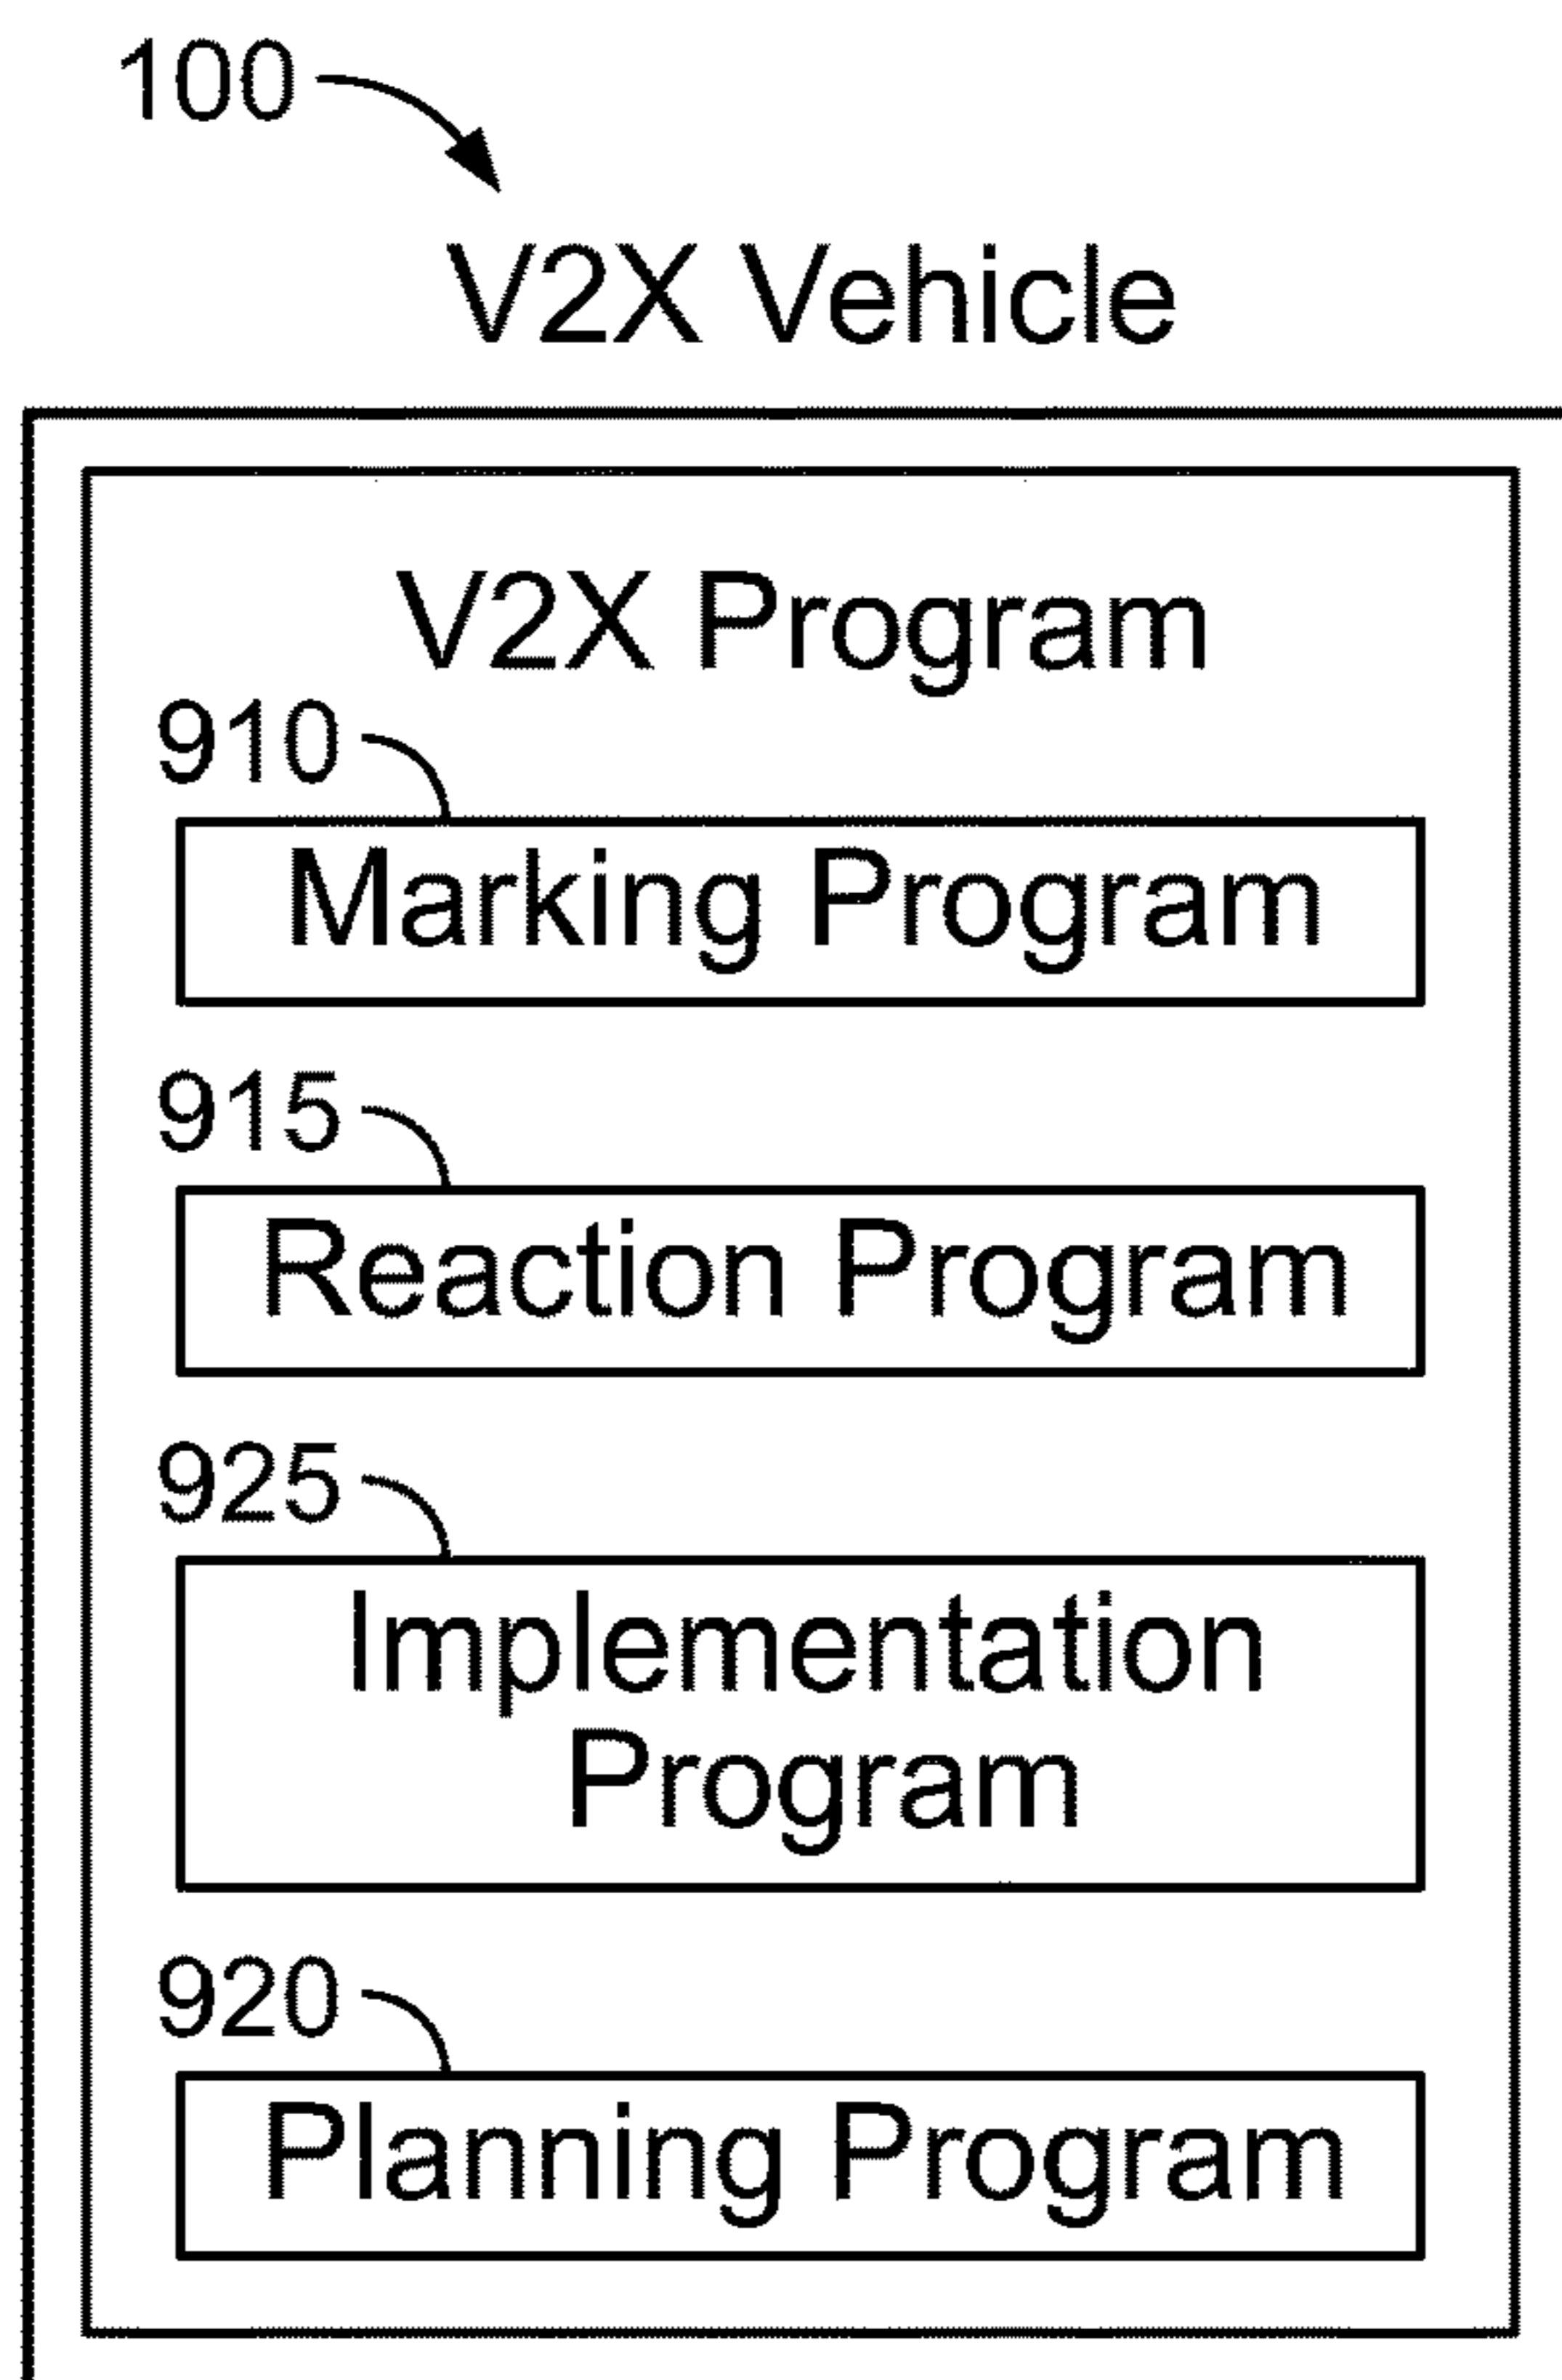 100
V2X Vehicle
V2X Program
910
Marking Program
915
Reaction Program
925
Implementation
Program
920
Planning Program